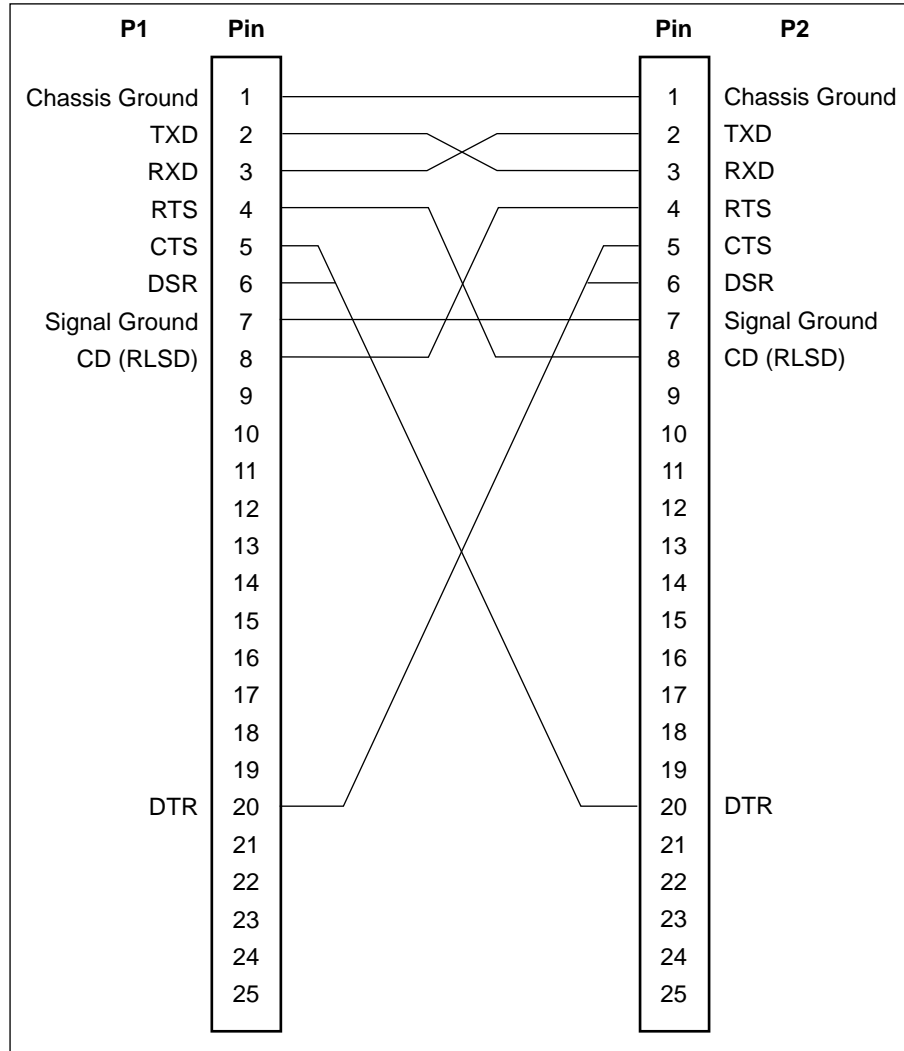 P1 Pin Pin P2
Chassis Ground 1 1 Chassis Ground
TXD 2 2 TXD
RXD 3 3 RXD
RTS 4 4 RTS
CTS 5 5 CTS
DSR 6 6 DSR
Signal Ground 7 7 Signal Ground
CD (RLSD) 8 8 CD (RLSD)
9 9
10 10
11 11
12 12
13 13
14 14
15 15
16 16
17 17
18 18
19 19
DTR 20 20 DTR
21 21
22 22
23 23
24 24
25 25